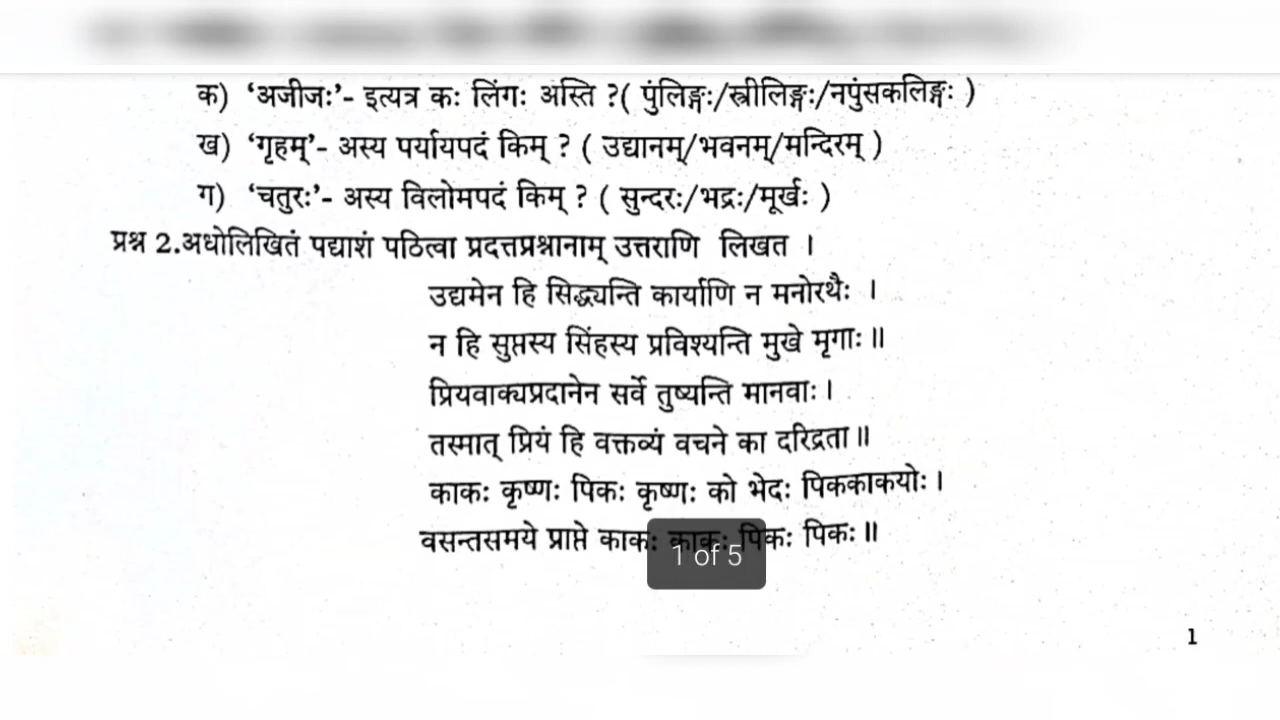 क) ‘अजीजः’- इत्यत्र कः लिंगः अस्ति ?( पुंलिङ्गः/स्त्रीलिङ्गः/नपुंसकलिङ्गः )
ख) ‘गृहम्’- अस्य पर्यायपदं किम् ? ( उद्यानम्/भवनम्/मन्दिरम् )
ग) ‘चतुरः’- अस्य विलोमपदं किम् ? ( सुन्दरः/भद्रः/मूर्खः )
प्रश्न 2.अधोलिखितं पद्याशं पठित्वा प्रदत्तप्रश्नानाम् उत्तराणि लिखत ।
उद्यमेन हि सिद्ध्यन्ति कार्याणि न मनोरथैः ।
न हि सुप्तस्य सिंहस्य प्रविश्यन्ति मुखे मृगाः ॥
प्रियवाक्यप्रदानेन सर्वे तुष्यन्ति मानवाः ।
तस्मात् प्रियं हि वक्तव्यं वचने का दरिद्रता ॥
काकः कृष्णः पिकः कृष्णः को भेदः पिककाकयोः ।
वसन्तसमये प्राप्ते काकः काकः पिकः पिकः ॥
1 of 5
1